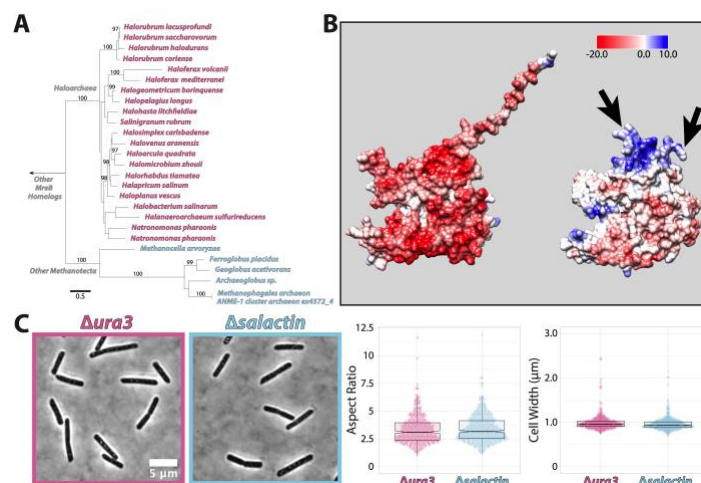 A
97
Halorubrum lacusprofundi
Halorubrum saccharovorum
100
Halorubrum halodurans
Halorubrum coriense
100
Haloferax volcanii
Haloferax mediterranei
Haloarchaea
100
99
Halogeometricum borinquense
Halopelagius longus
Halohasta litchfieldiae
Salinigranum rubrum
Halosimplex carlsbadense
Halovenus aranensis
97
Haloarcula quadrata
Halomicrobium zhouii
98
Halorhabdus tiamatea
Halapricum salinum
Haloplanus vescus
Other
MreB
Homologs
Halobacterium salinarum
Halanaeroarchaeum sulfurireducens
Natronomonas pharaonis
Natronomonas pharaonis
100
Methanocella arvoryzae
Other Methanotecta
99
Ferroglobus placidus
Geoglobus acetivorans
100
Archaeoglobus sp.
100
Methanophagales archaeon
ANME-1 cluster archaeon ex4572_4
0.5
B
-20.0
0.0
10.0
C
Δura3
Δsalactin
5 μm
Aspect Ratio
12.5
10
7.5
5
2.5
0
Δura3
Δsalactin
Cell Width (μm)
3.0
2.0
1.0
0
Δura3
Δsalactin